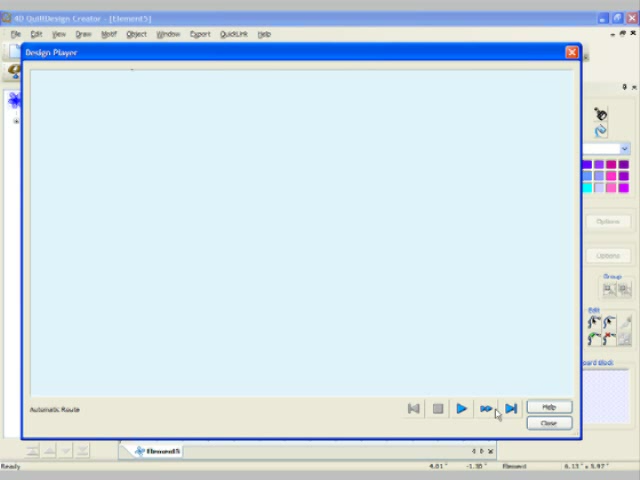 4D QuiltDesign Creator - [Element5]
File Edit View Draw Motif Object Window Export QuickLink Help
Design Player
Options
Options
Group
Edit
Automatic Route
Help
Close
Element5
Ready
Element